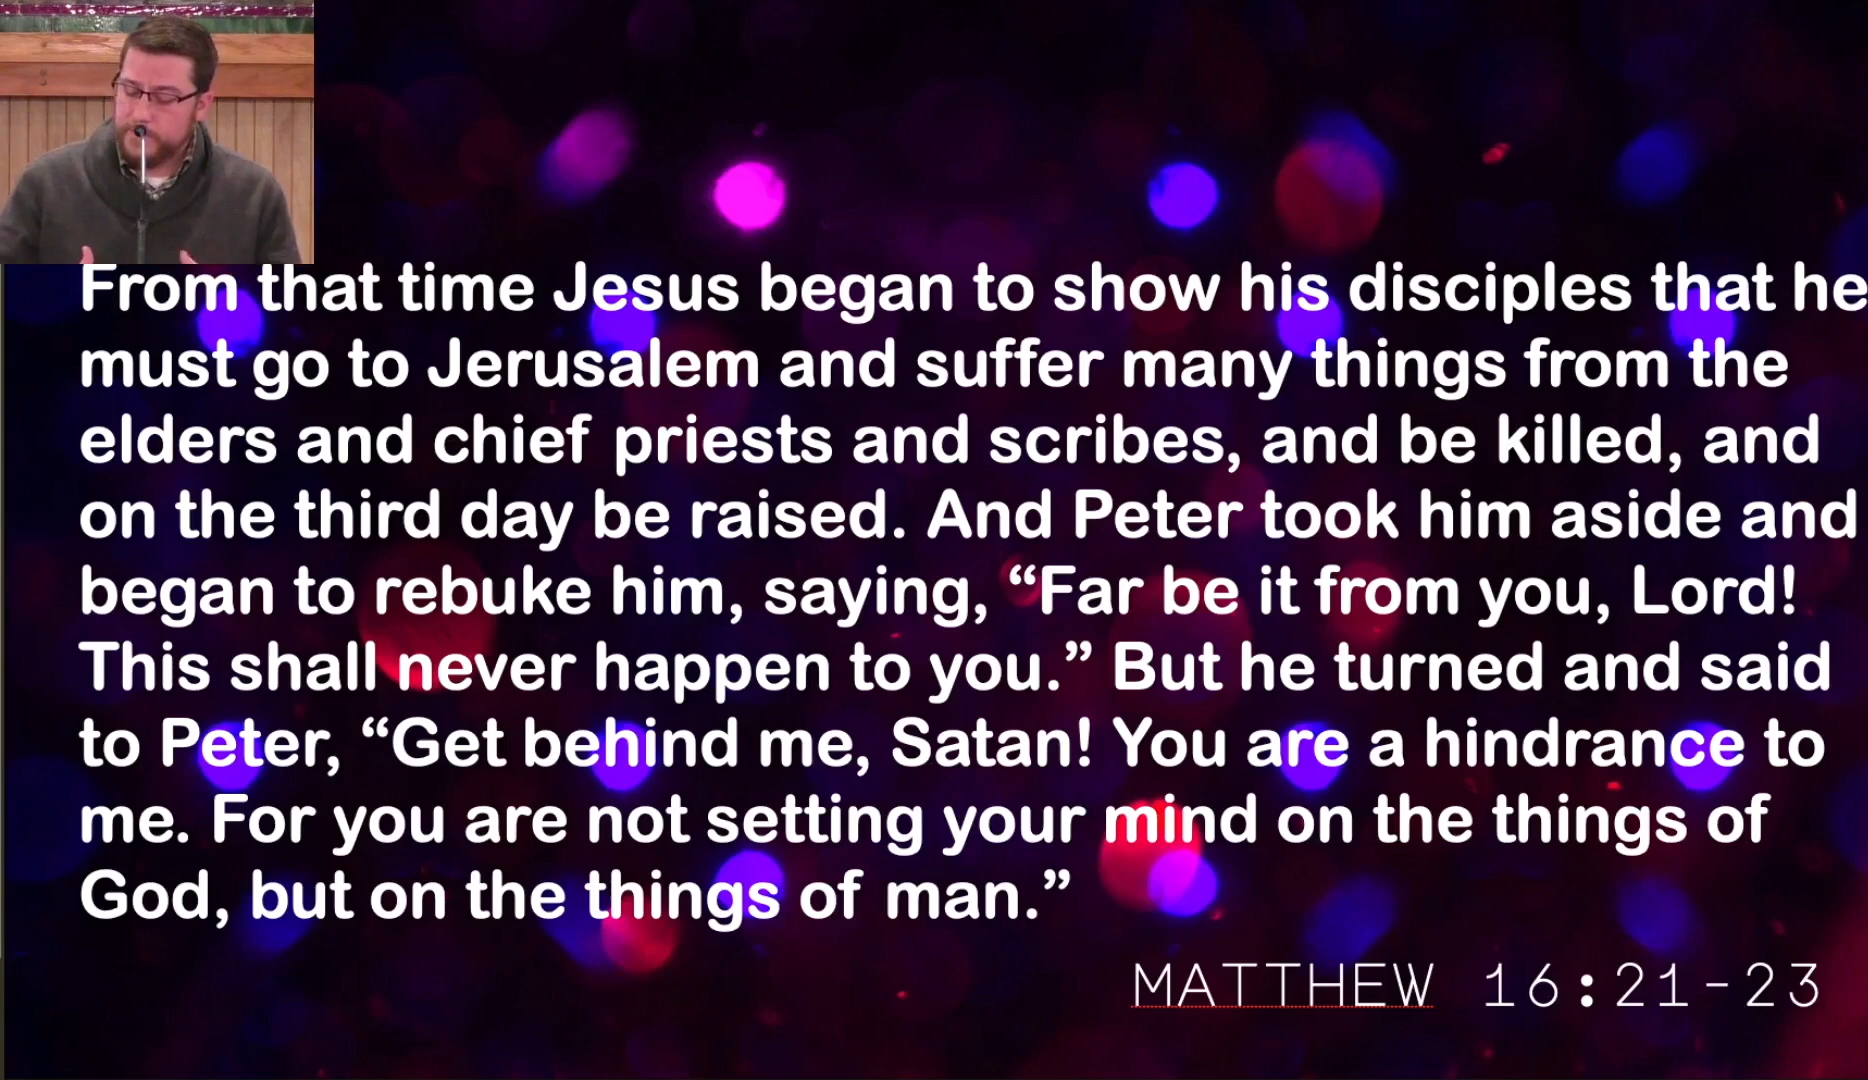 From that time Jesus began to show his disciples that he
must go to Jerusalem and suffer many things from the
elders and chief priests and scribes, and be killed, and
on the third day be raised. And Peter took him aside and
began to rebuke him, saying, “Far be it from you, Lord!
This shall never happen to you.” But he turned and said
to Peter, “Get behind me, Satan! You are a hindrance to
me. For you are not setting your mind on the things of
God, but on the things of man.”
MATTHEW 16:21-23